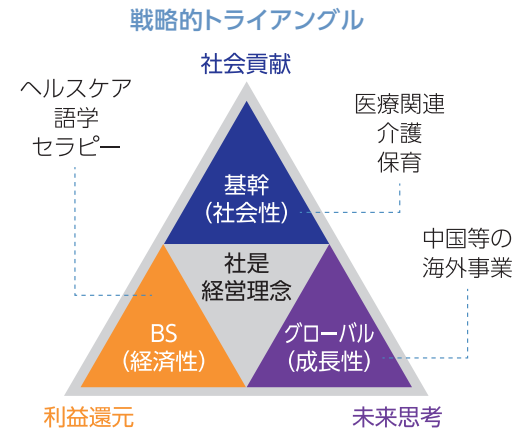 戦略的トライアングル
社会貢献
ヘルスケア
語学
セラピー
医療関連
介護
保育
基幹
(社会性)
中国等の
海外事業
社是
経営理念
BS
(経済性)
グローバル
(成長性)
利益還元
未来思考